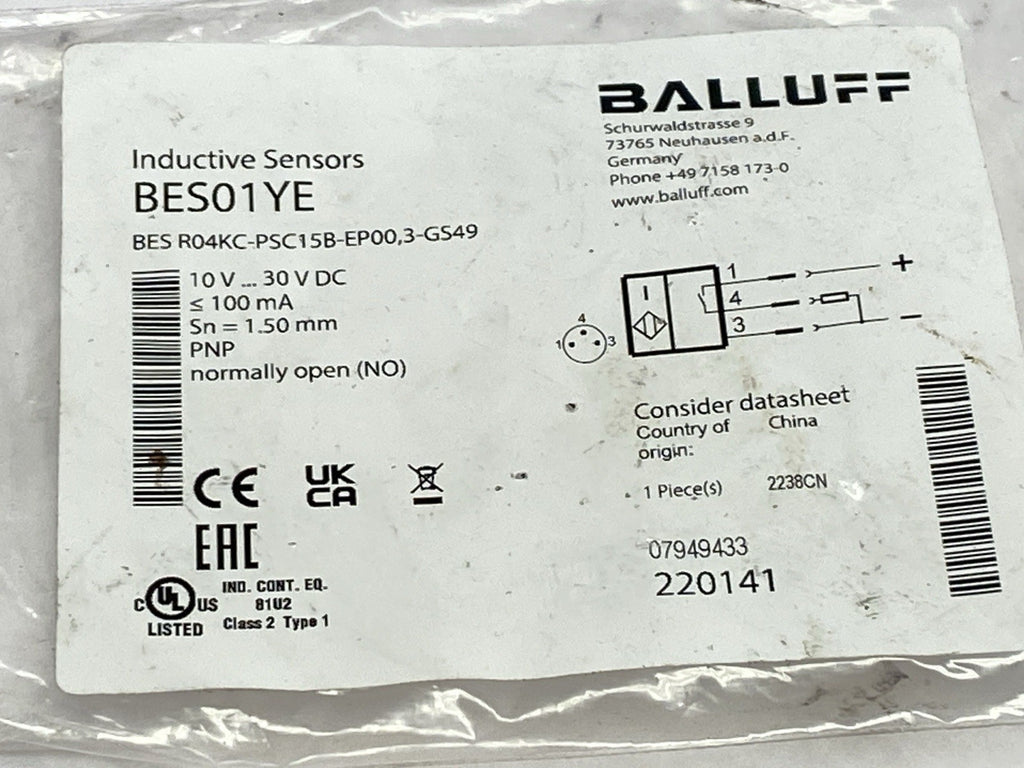 BALLUFF
Schurwaldstrasse 9
73765 Neuhausen a.d.F.
Germany
Phone +49 7158 173-0
www.balluff.com
Inductive Sensors
BES01YE
BES R04KC-PSC15B-EP00,3-GS49
10 V ... 30 V DC
≤ 100 mA
Sn = 1.50 mm
PNP
normally open (NO)
4
1
3
1
+
4
3
−
Consider datasheet
Country of China
origin:
1 Piece(s) 2238CN
07949433
220141
CE
UK
CA
EAC
C UL US
LISTED
IND. CONT. EQ.
81U2
Class 2 Type 1